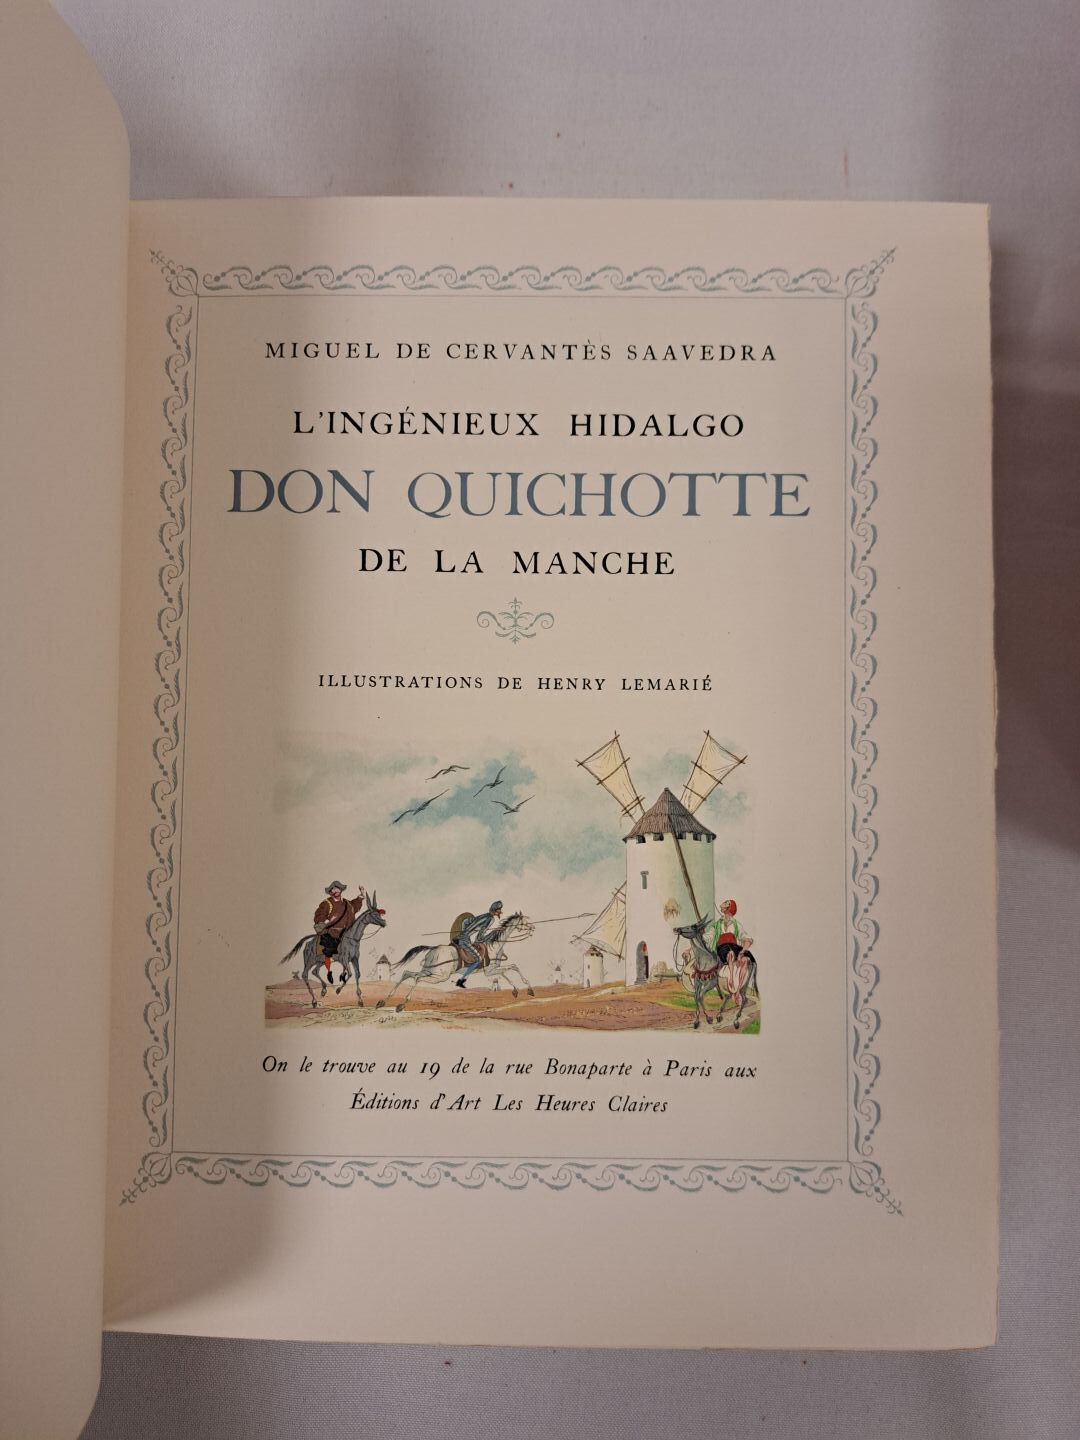 MIGUEL DE CERVANTÈS SAAVEDRA
L'INGÉNIEUX HIDALGO
DON QUICHOTTE
DE LA MANCHE
ILLUSTRATIONS DE HENRY LEMARIÉ
On le trouve au 19 de la rue Bonaparte à Paris aux
Éditions d'Art Les Heures Claires